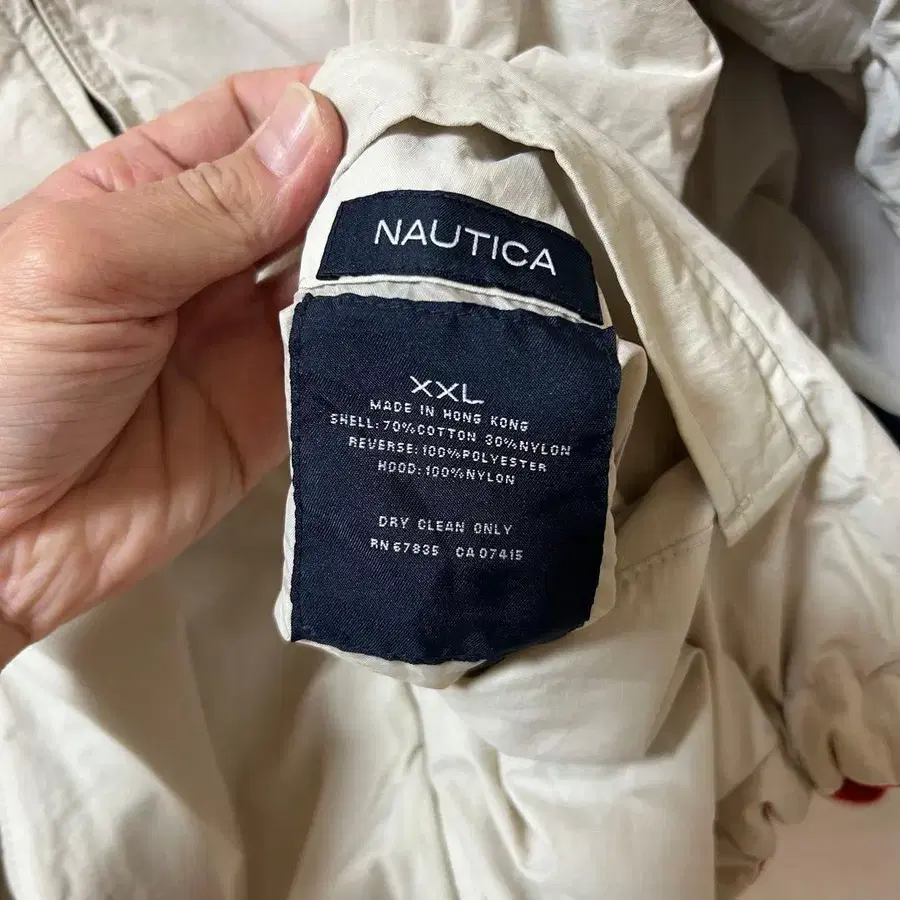 NAUTICA
XXL
MADE IN HONG KONG
SHELL: 70%COTTON 30%NYLON
REVERSE: 100%POLYESTER
HOOD: 100%NYLON
DRY CLEAN ONLY
RN 67835 CA 07415